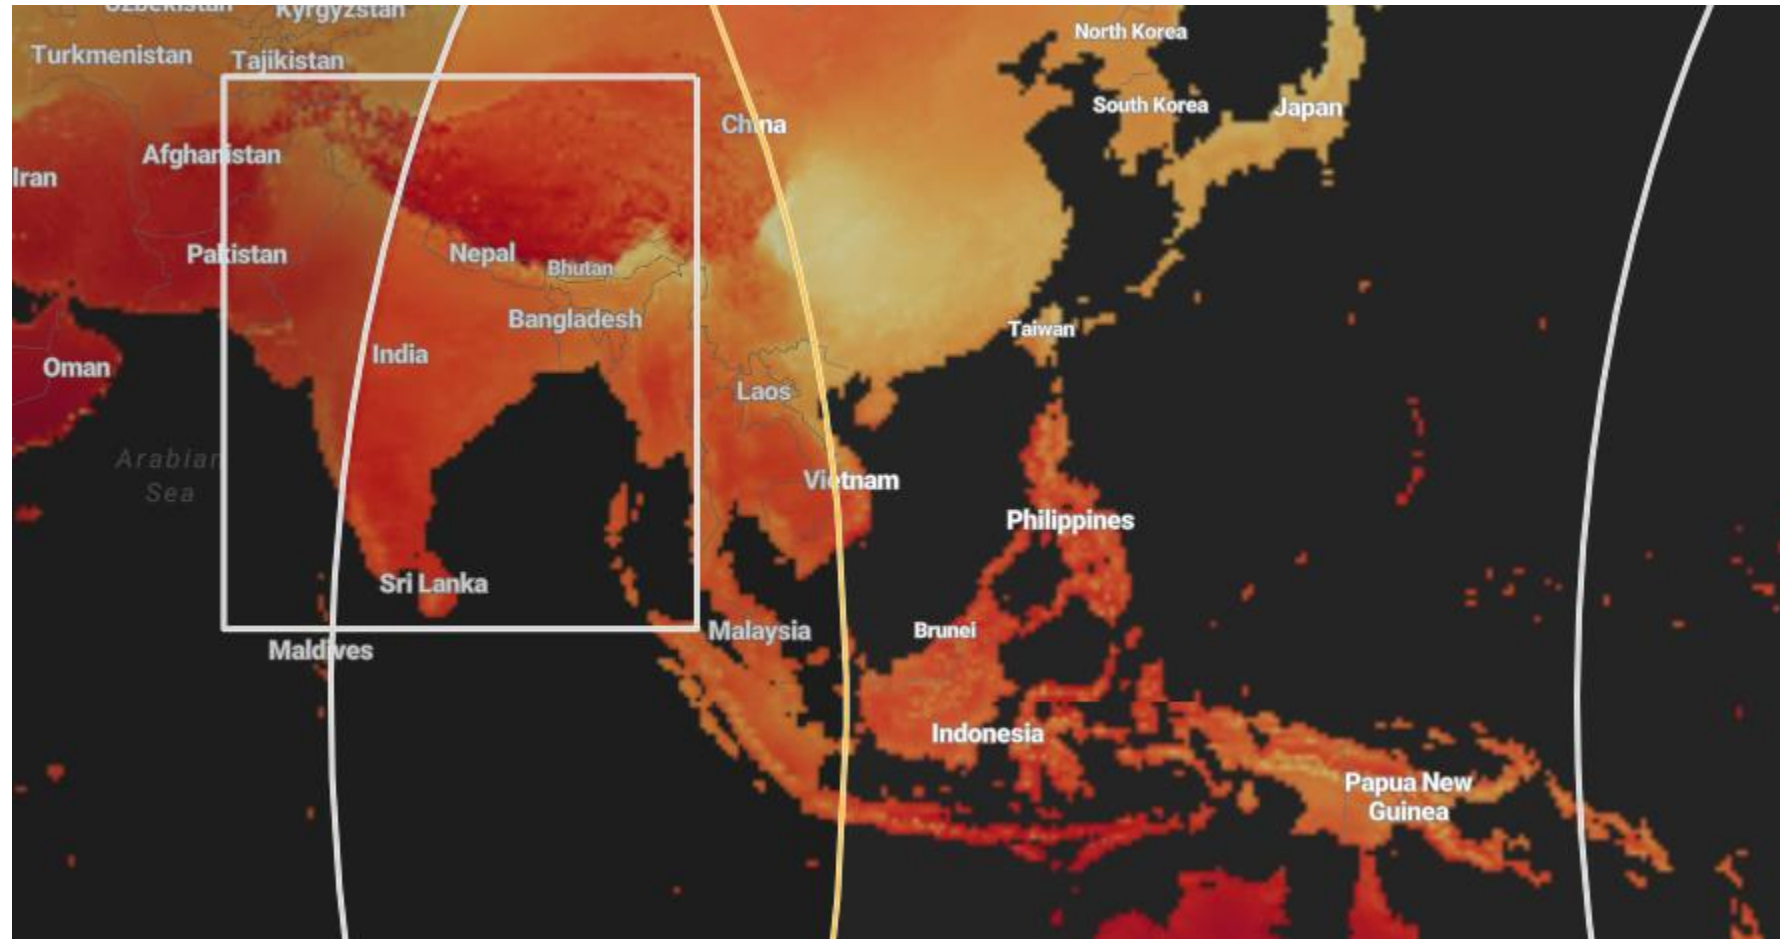 Uzbekistan
Kyrgyzstan
North Korea
Turkmenistan
Tajikistan
South Korea
Japan
China
Afghanistan
Iran
Pakistan
Nepal
Bhutan
Bangladesh
Taiwan
India
Oman
Laos
Arabian
Sea
Vietnam
Philippines
Sri Lanka
Malaysia
Brunei
Maldives
Indonesia
Papua New
Guinea